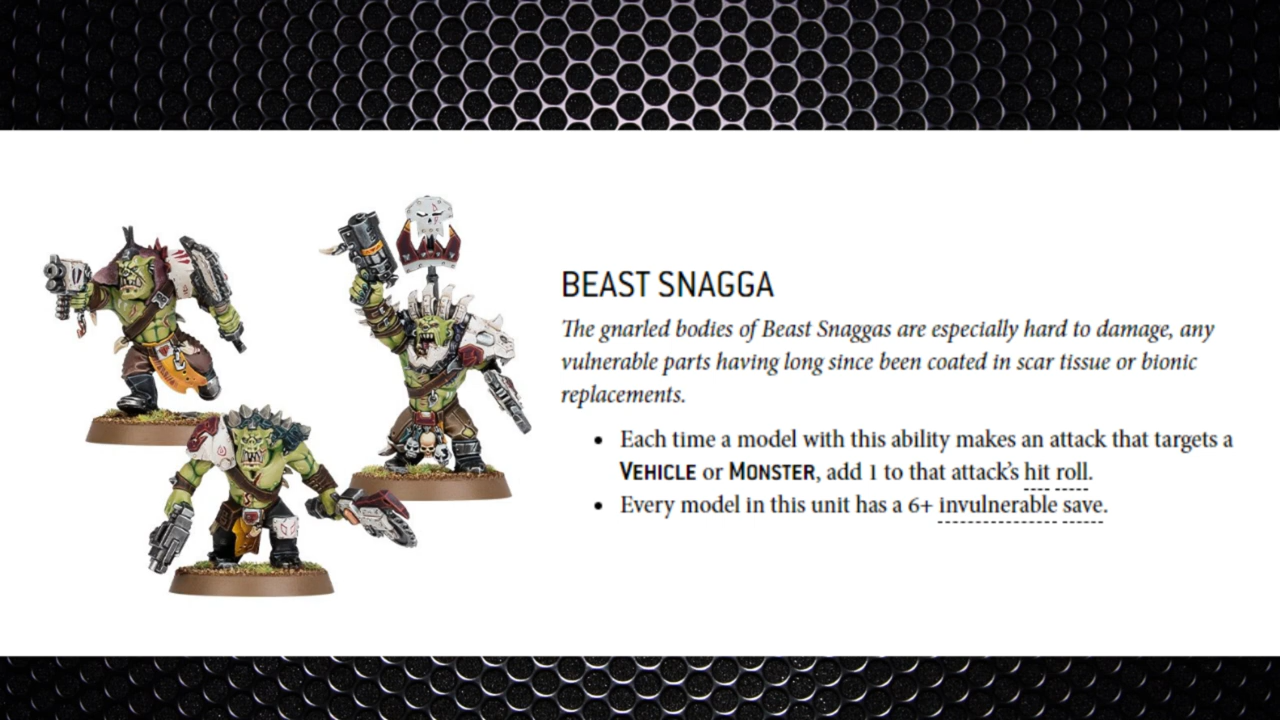 BEAST SNAGGA
The gnarled bodies of Beast Snaggas are especially hard to damage, any
vulnerable parts having long since been coated in scar tissue or bionic
replacements.
• Each time a model with this ability makes an attack that targets a
VEHICLE or MONSTER, add 1 to that attack's hit roll.
• Every model in this unit has a 6+ invulnerable save.